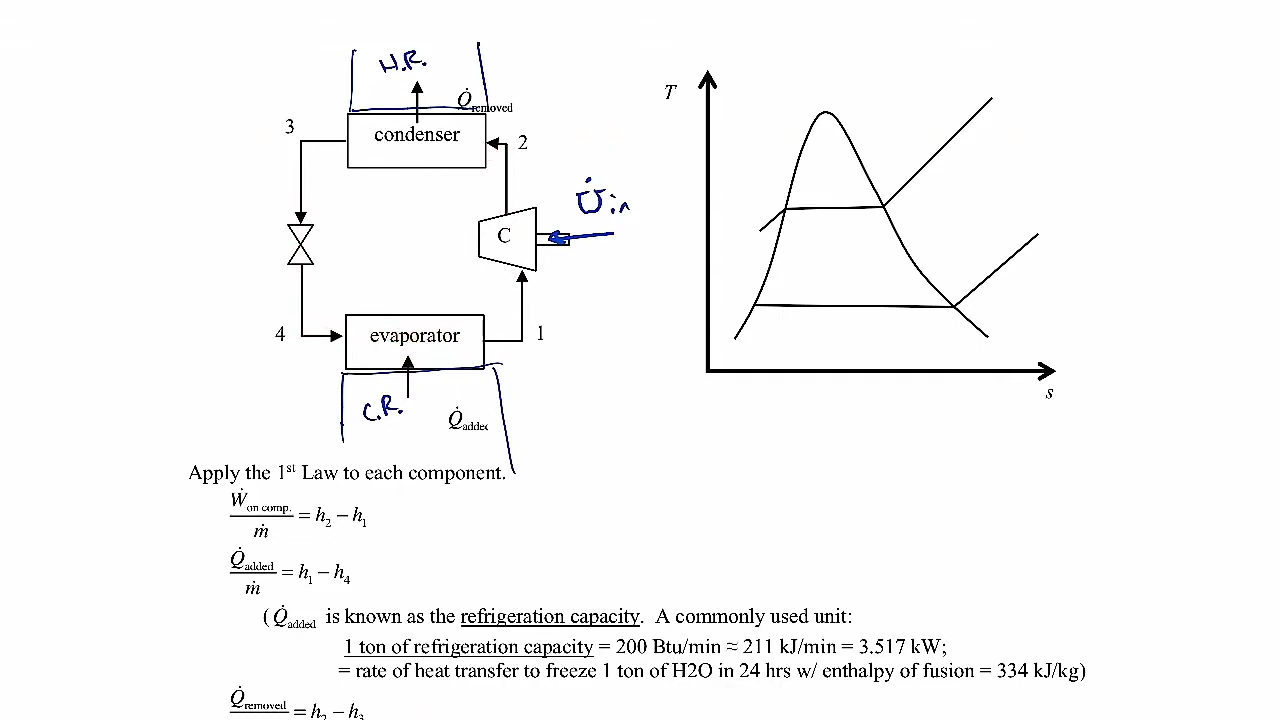 H.R.
Q̇removed
condenser
3
2
in
C
evaporator
4
1
C.R.
Q̇added
T
s
Apply the 1st Law to each component.
Ẇon comp. / ṁ = h2 − h1
Q̇added / ṁ = h1 − h4
( Q̇added is known as the refrigeration capacity. A commonly used unit:
1 ton of refrigeration capacity = 200 Btu/min ≈ 211 kJ/min = 3.517 kW;
= rate of heat transfer to freeze 1 ton of H2O in 24 hrs w/ enthalpy of fusion = 334 kJ/kg)
Q̇removed = h2 − h3